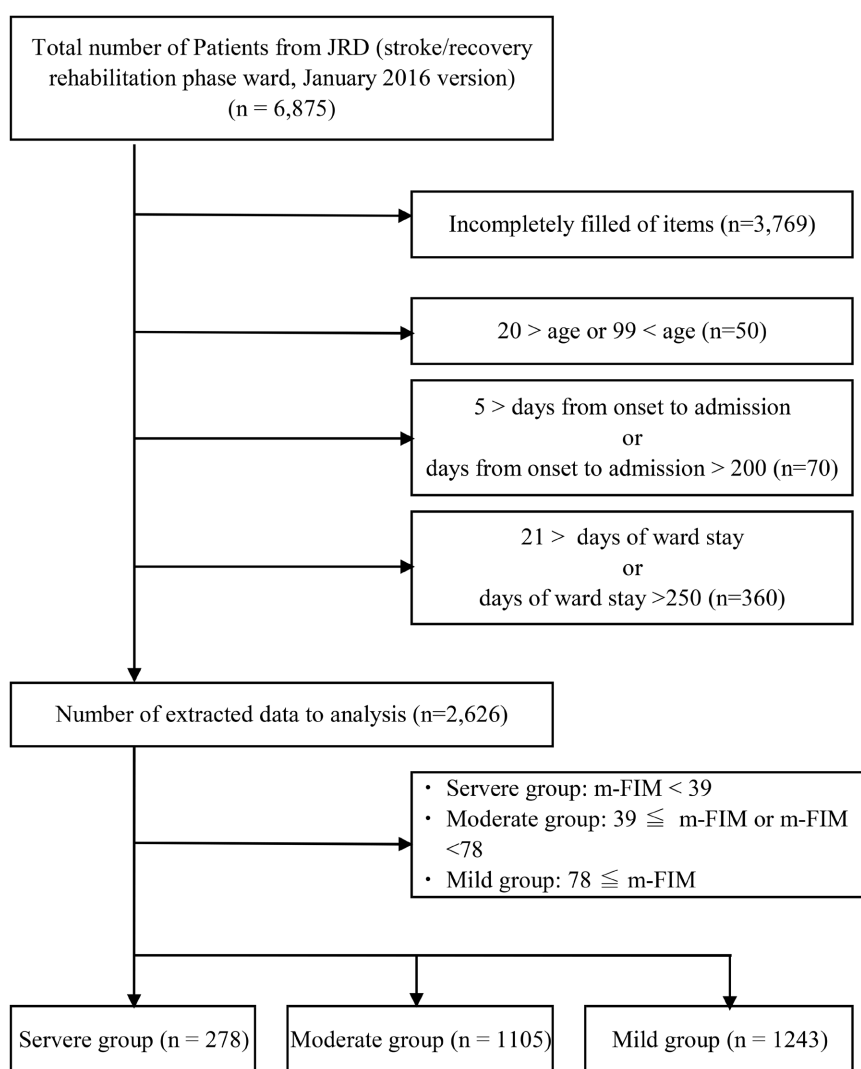 Total number of Patients from JRD (stroke/recovery
rehabilitation phase ward, January 2016 version)
(n = 6,875)
Incompletely filled of items (n=3,769)
20 > age or 99 < age (n=50)
5 > days from onset to admission
or
days from onset to admission > 200 (n=70)
21 > days of ward stay
or
days of ward stay >250 (n=360)
Number of extracted data to analysis (n=2,626)
・ Servere group: m-FIM < 39
・ Moderate group: 39 ≦ m-FIM or m-FIM
<78
・ Mild group: 78 ≦ m-FIM
Servere group (n = 278)
Moderate group (n = 1105)
Mild group (n = 1243)